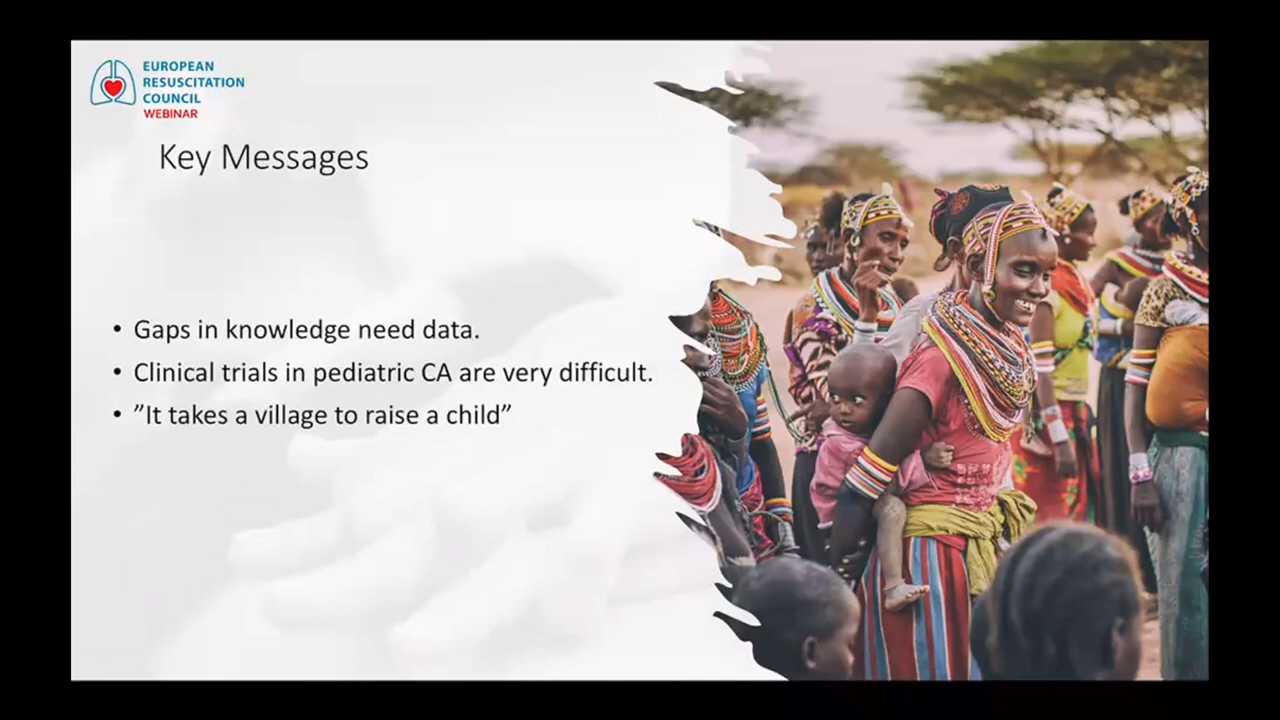 EUROPEAN
RESUSCITATION
COUNCIL
WEBINAR
Key Messages
• Gaps in knowledge need data.
• Clinical trials in pediatric CA are very difficult.
• ”It takes a village to raise a child”